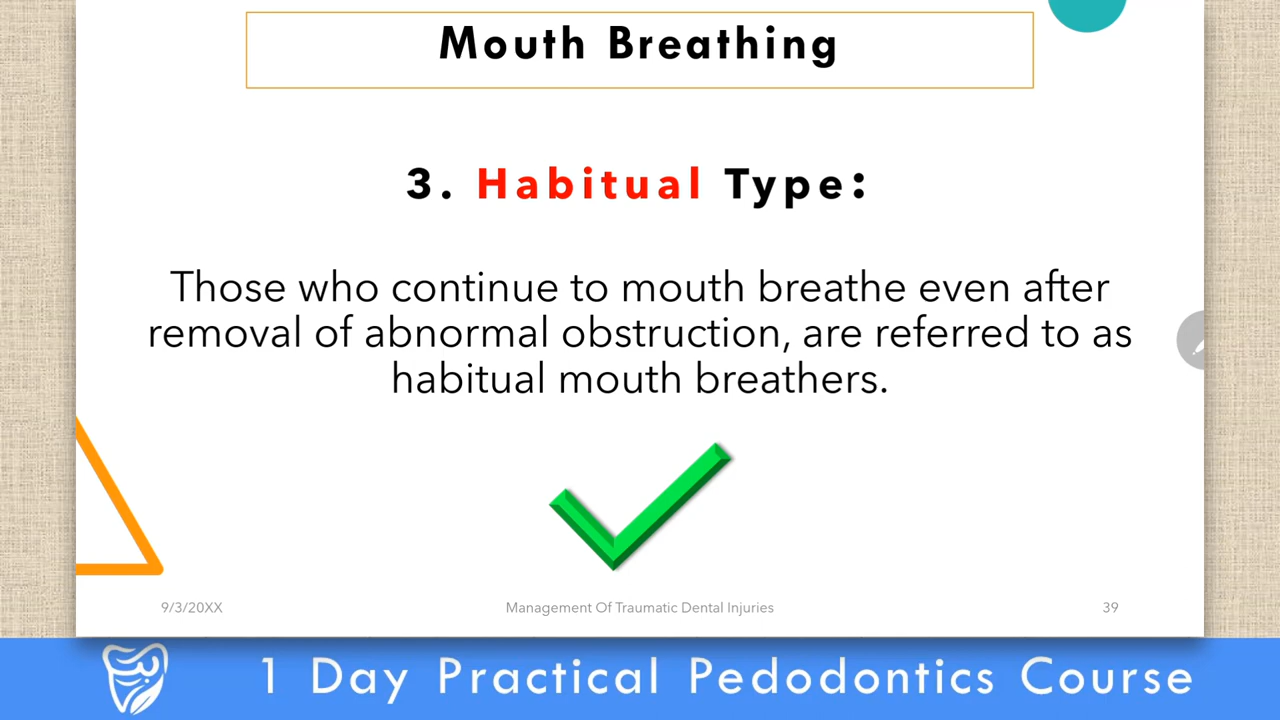 Mouth Breathing
3. Habitual Type:
Those who continue to mouth breathe even after
removal of abnormal obstruction, are referred to as
habitual mouth breathers.
9/3/20XX
Management Of Traumatic Dental Injuries
39
1 Day Practical Pedodontics Course